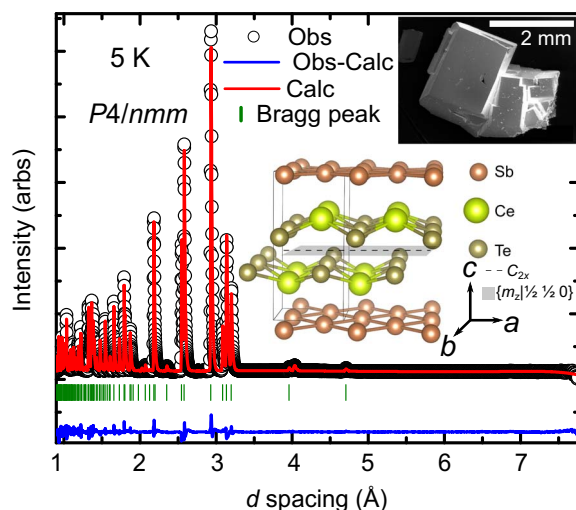 5 K
P4/nmm
Obs
Obs-Calc
Calc
Bragg peak
2 mm
Sb
Ce
Te
C2x
{mz|½ ½ 0}
c
b
a
Intensity (arbs)
1 2 3 4 5 6 7
d spacing (Å)